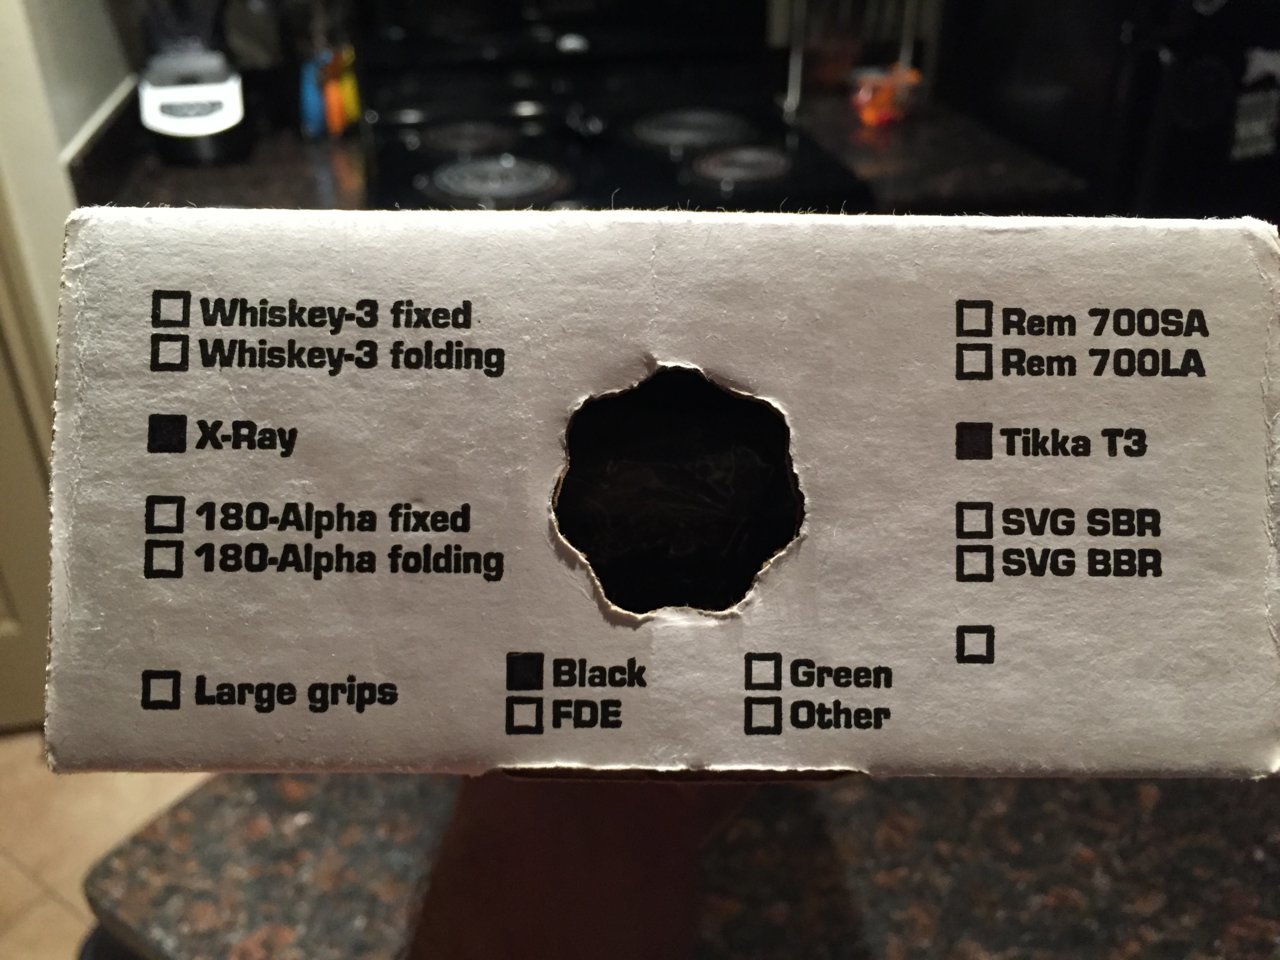 Whiskey-3 fixed
Whiskey-3 folding
X-Ray
180-Alpha fixed
180-Alpha folding
Large grips
Black
FDE
Green
Other
Rem 700SA
Rem 700LA
Tikka T3
SVG SBR
SVG BBR